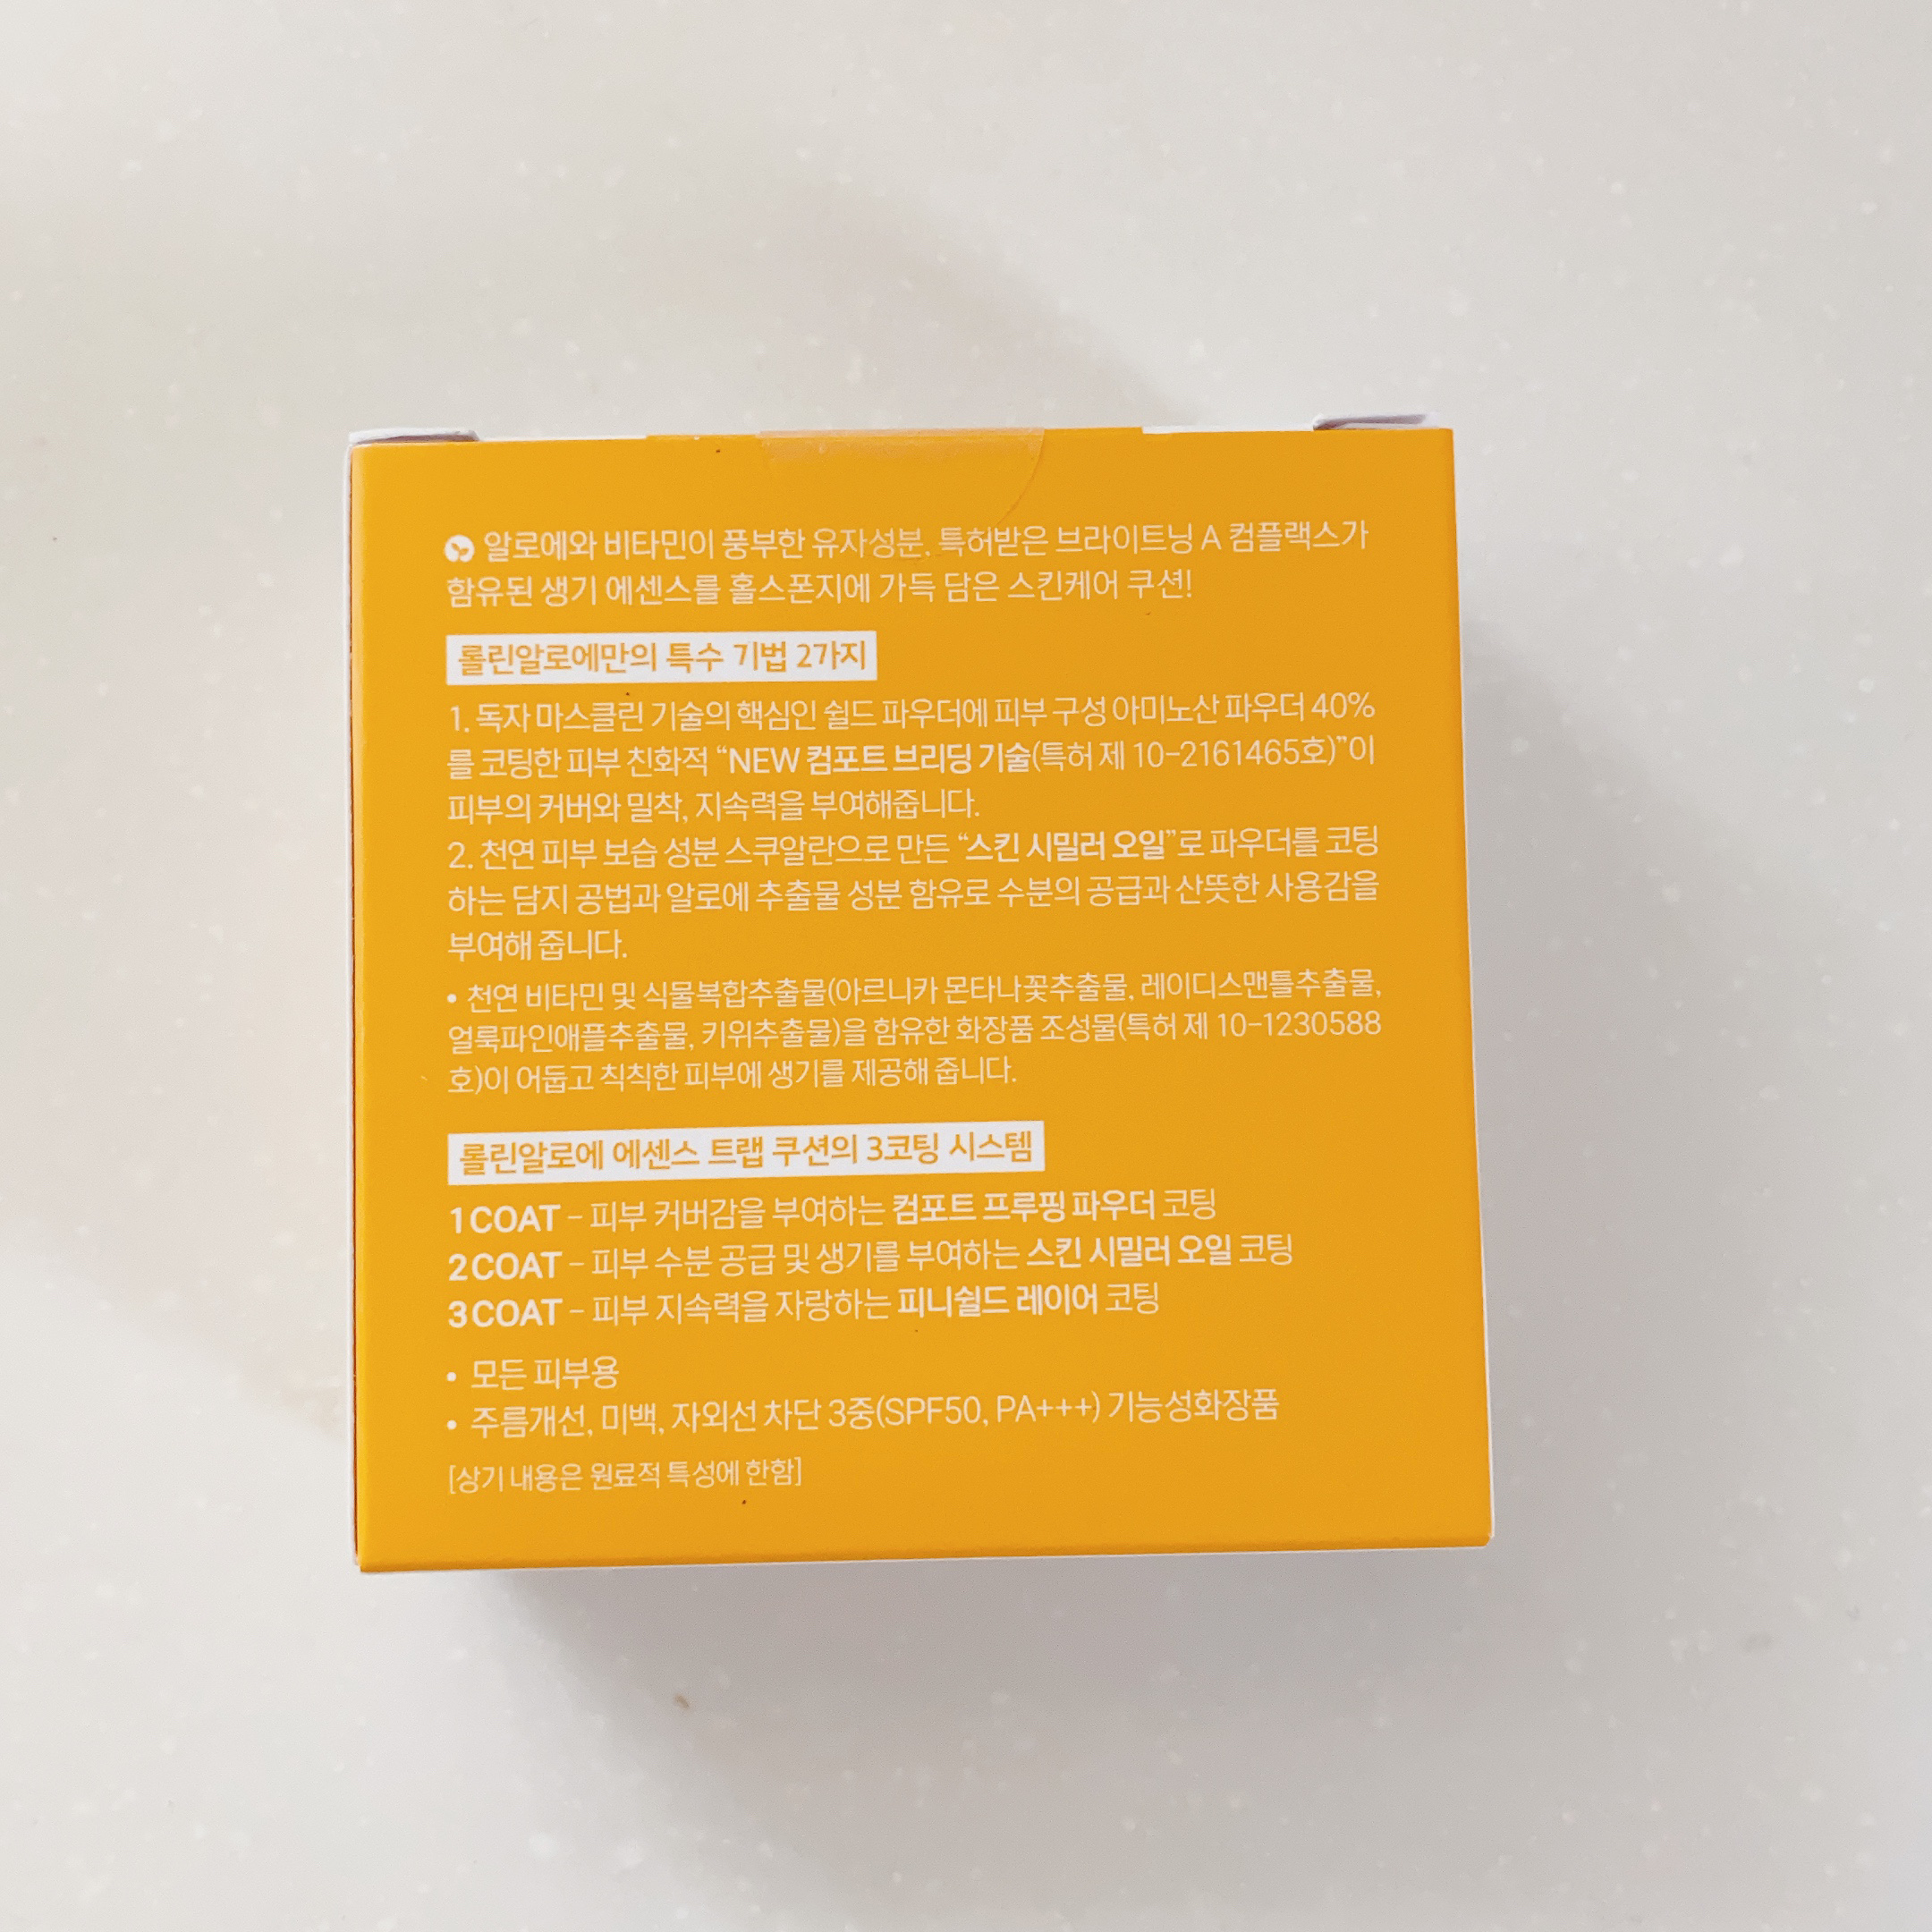 알로에와 비타민이 풍부한 유자성분, 특허받은 브라이트닝 A 컴플랙스가
함유된 생기 에센스를 홀스폰지에 가득 담은 스킨케어 쿠션!
롤린알로에만의 특수 기법 2가지
1. 독자 마스클린 기술의 핵심인 쉴드 파우더에 피부 구성 아미노산 파우더 40%
를 코팅한 피부 친화적 “NEW 컴포트 브리딩 기술(특허 제 10-2161465호)”이
피부의 커버와 밀착, 지속력을 부여해줍니다.
2. 천연 피부 보습 성분 스쿠알란으로 만든 “스킨 시밀러 오일”로 파우더를 코팅
하는 담지 공법과 알로에 추출물 성분 함유로 수분의 공급과 산뜻한 사용감을
부여해 줍니다.
• 천연 비타민 및 식물복합추출물(아르니카 몬타나꽃추출물, 레이디스맨틀추출물,
얼룩파인애플추출물, 키위추출물)을 함유한 화장품 조성물(특허 제 10-1230588
호)이 어둡고 칙칙한 피부에 생기를 제공해 줍니다.
롤린알로에 에센스 트랩 쿠션의 3코팅 시스템
1COAT – 피부 커버감을 부여하는 컴포트 프루핑 파우더 코팅
2COAT – 피부 수분 공급 및 생기를 부여하는 스킨 시밀러 오일 코팅
3COAT – 피부 지속력을 자랑하는 피니쉴드 레이어 코팅
• 모든 피부용
• 주름개선, 미백, 자외선 차단 3중(SPF50, PA+++) 기능성화장품
[상기 내용은 원료적 특성에 한함]